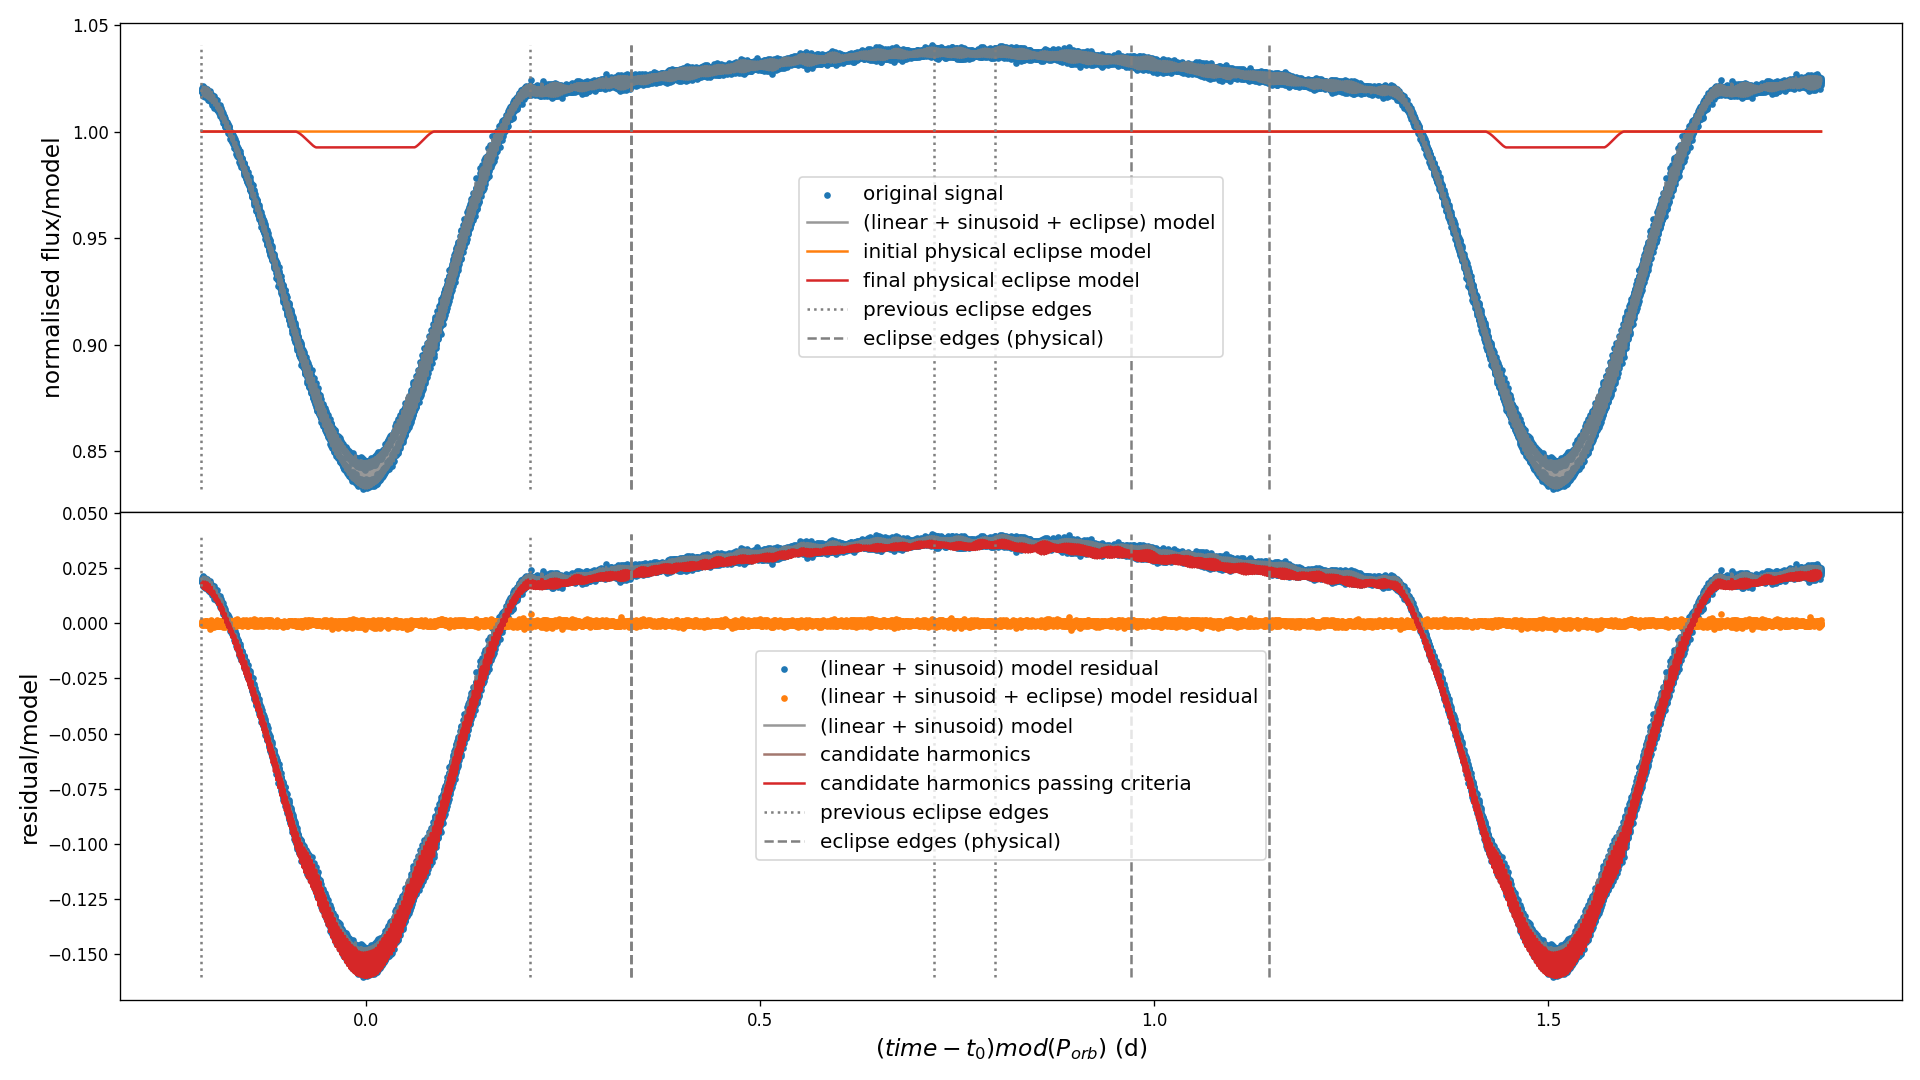 1.05
1.00
0.95
0.90
0.85
normalised flux/model
original signal
(linear + sinusoid + eclipse) model
initial physical eclipse model
final physical eclipse model
previous eclipse edges
eclipse edges (physical)
0.050
0.025
0.000
−0.025
−0.050
−0.075
−0.100
−0.125
−0.150
residual/model
(linear + sinusoid) model residual
(linear + sinusoid + eclipse) model residual
(linear + sinusoid) model
candidate harmonics
candidate harmonics passing criteria
previous eclipse edges
eclipse edges (physical)
0.0 0.5 1.0 1.5
(time − t₀)mod(Pₒᵣb) (d)